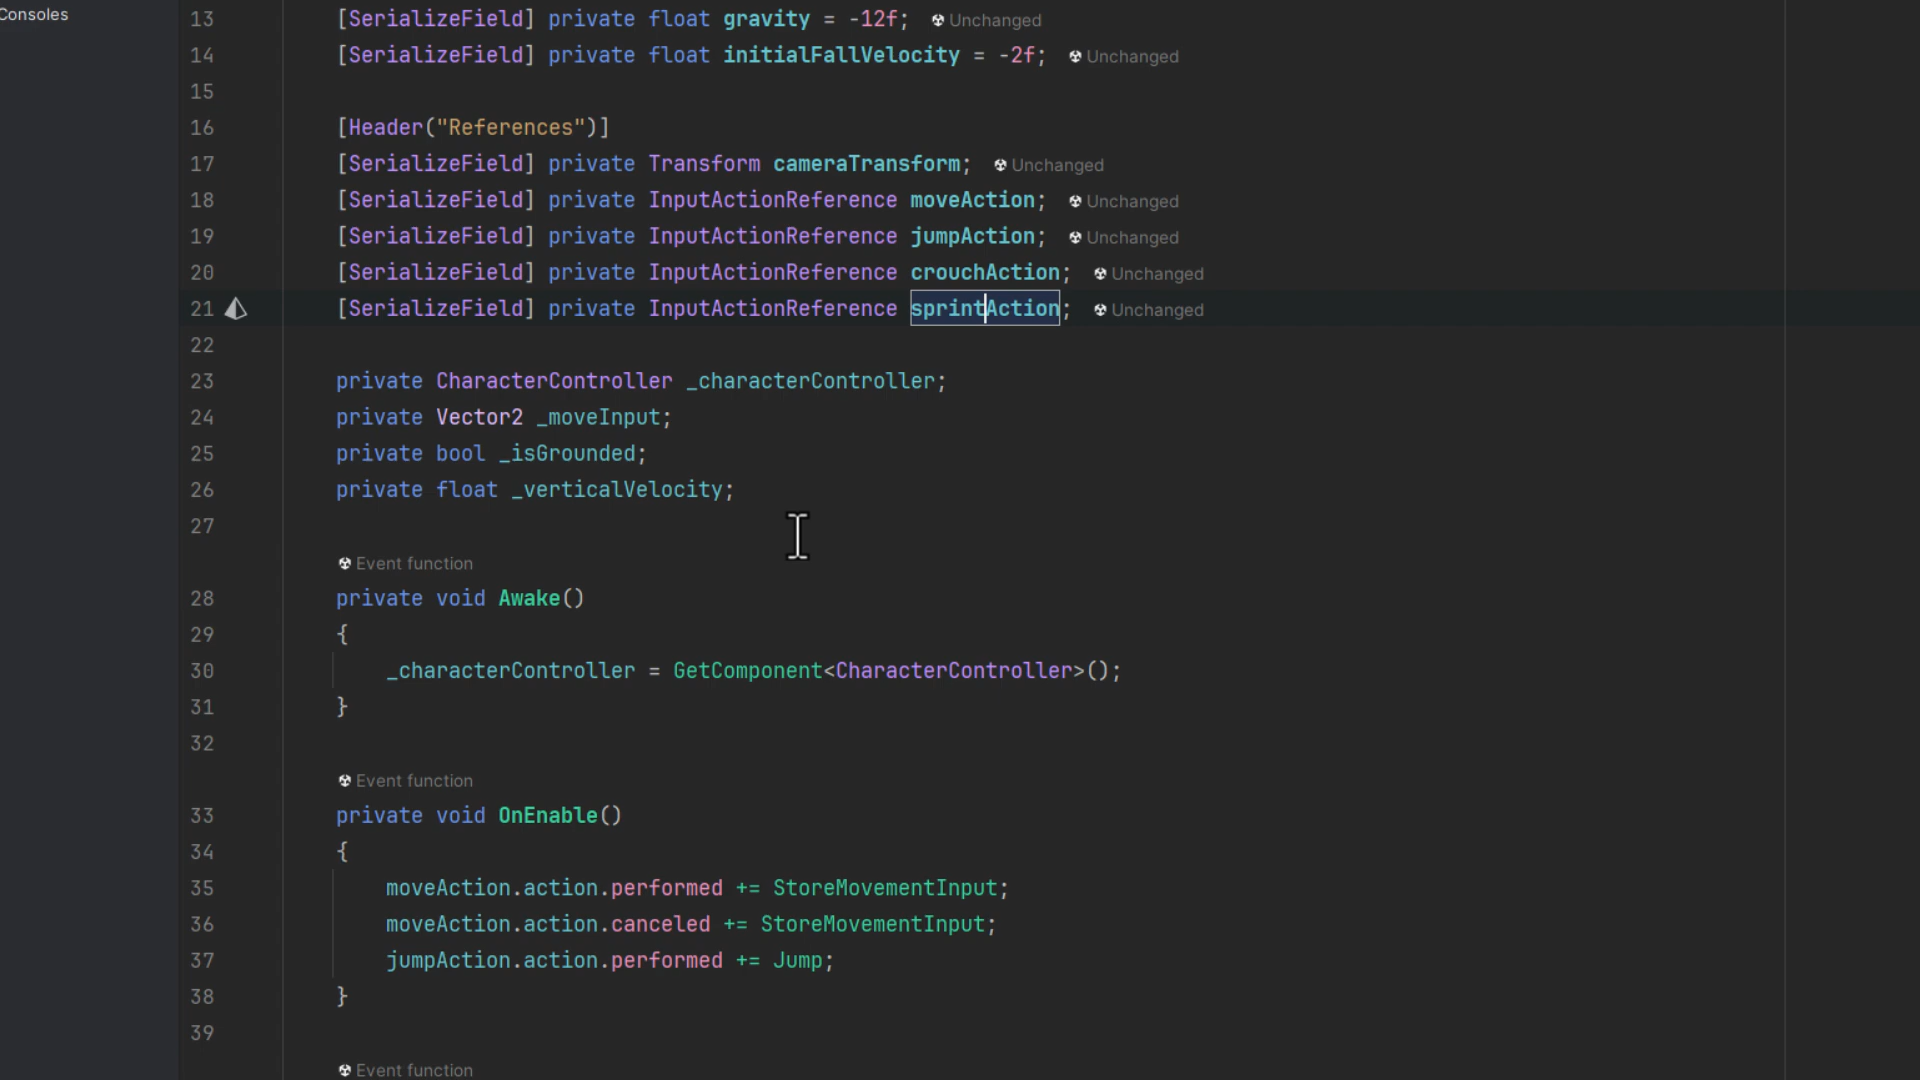 Consoles
13 [SerializeField] private float gravity = -12f; Unchanged
14 [SerializeField] private float initialFallVelocity = -2f; Unchanged
15
16 [Header("References")]
17 [SerializeField] private Transform cameraTransform; Unchanged
18 [SerializeField] private InputActionReference moveAction; Unchanged
19 [SerializeField] private InputActionReference jumpAction; Unchanged
20 [SerializeField] private InputActionReference crouchAction; Unchanged
21 [SerializeField] private InputActionReference sprintAction; Unchanged
22
23 private CharacterController _characterController;
24 private Vector2 _moveInput;
25 private bool _isGrounded;
26 private float _verticalVelocity;
27
Event function
28 private void Awake()
29 {
30 _characterController = GetComponent<CharacterController>();
31 }
32
Event function
33 private void OnEnable()
34 {
35 moveAction.action.performed += StoreMovementInput;
36 moveAction.action.canceled += StoreMovementInput;
37 jumpAction.action.performed += Jump;
38 }
39
Event function